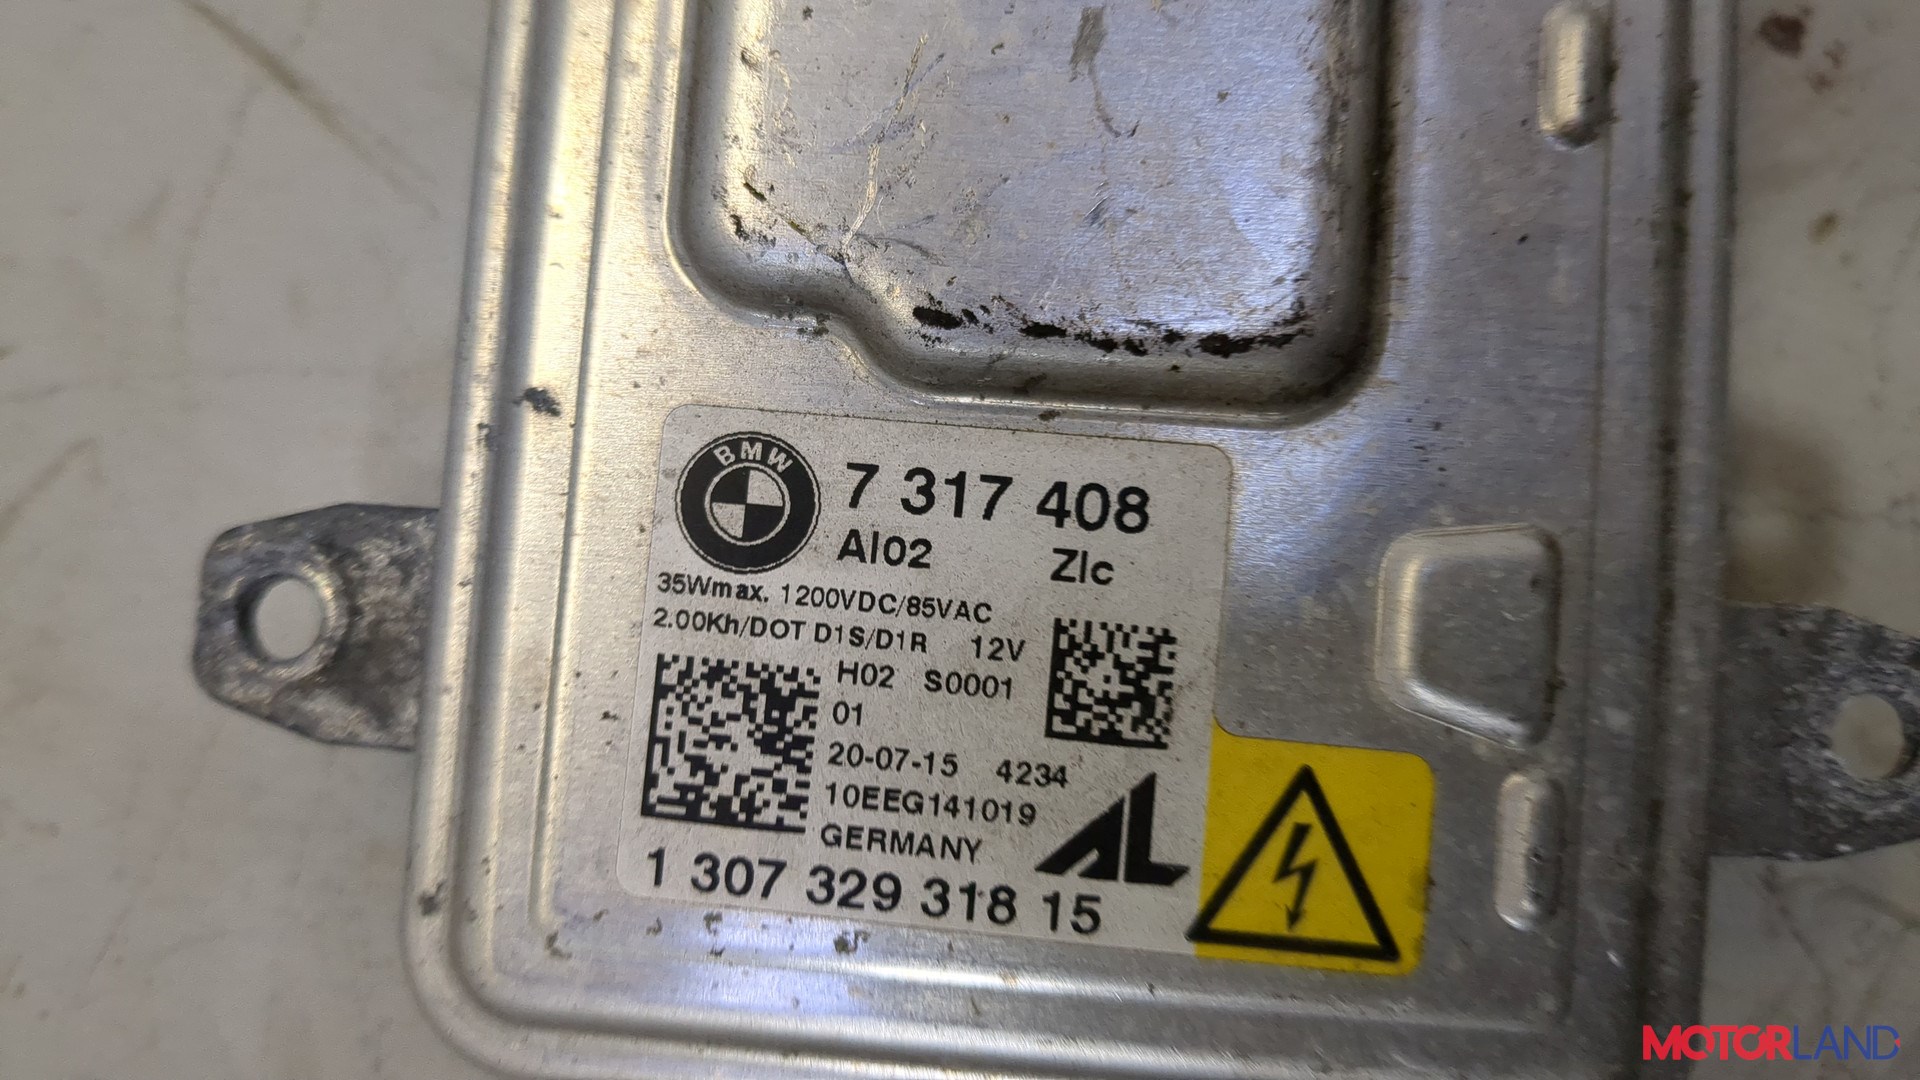 BMW
7 317 408
AI02 ZIc
35Wmax. 1200VDC/85VAC
2.00Kh/DOT D1S/D1R 12V
H02 S0001
01
20-07-15 4234
10EEG141019
GERMANY
AL
1 307 329 318 15
MOTORLAND